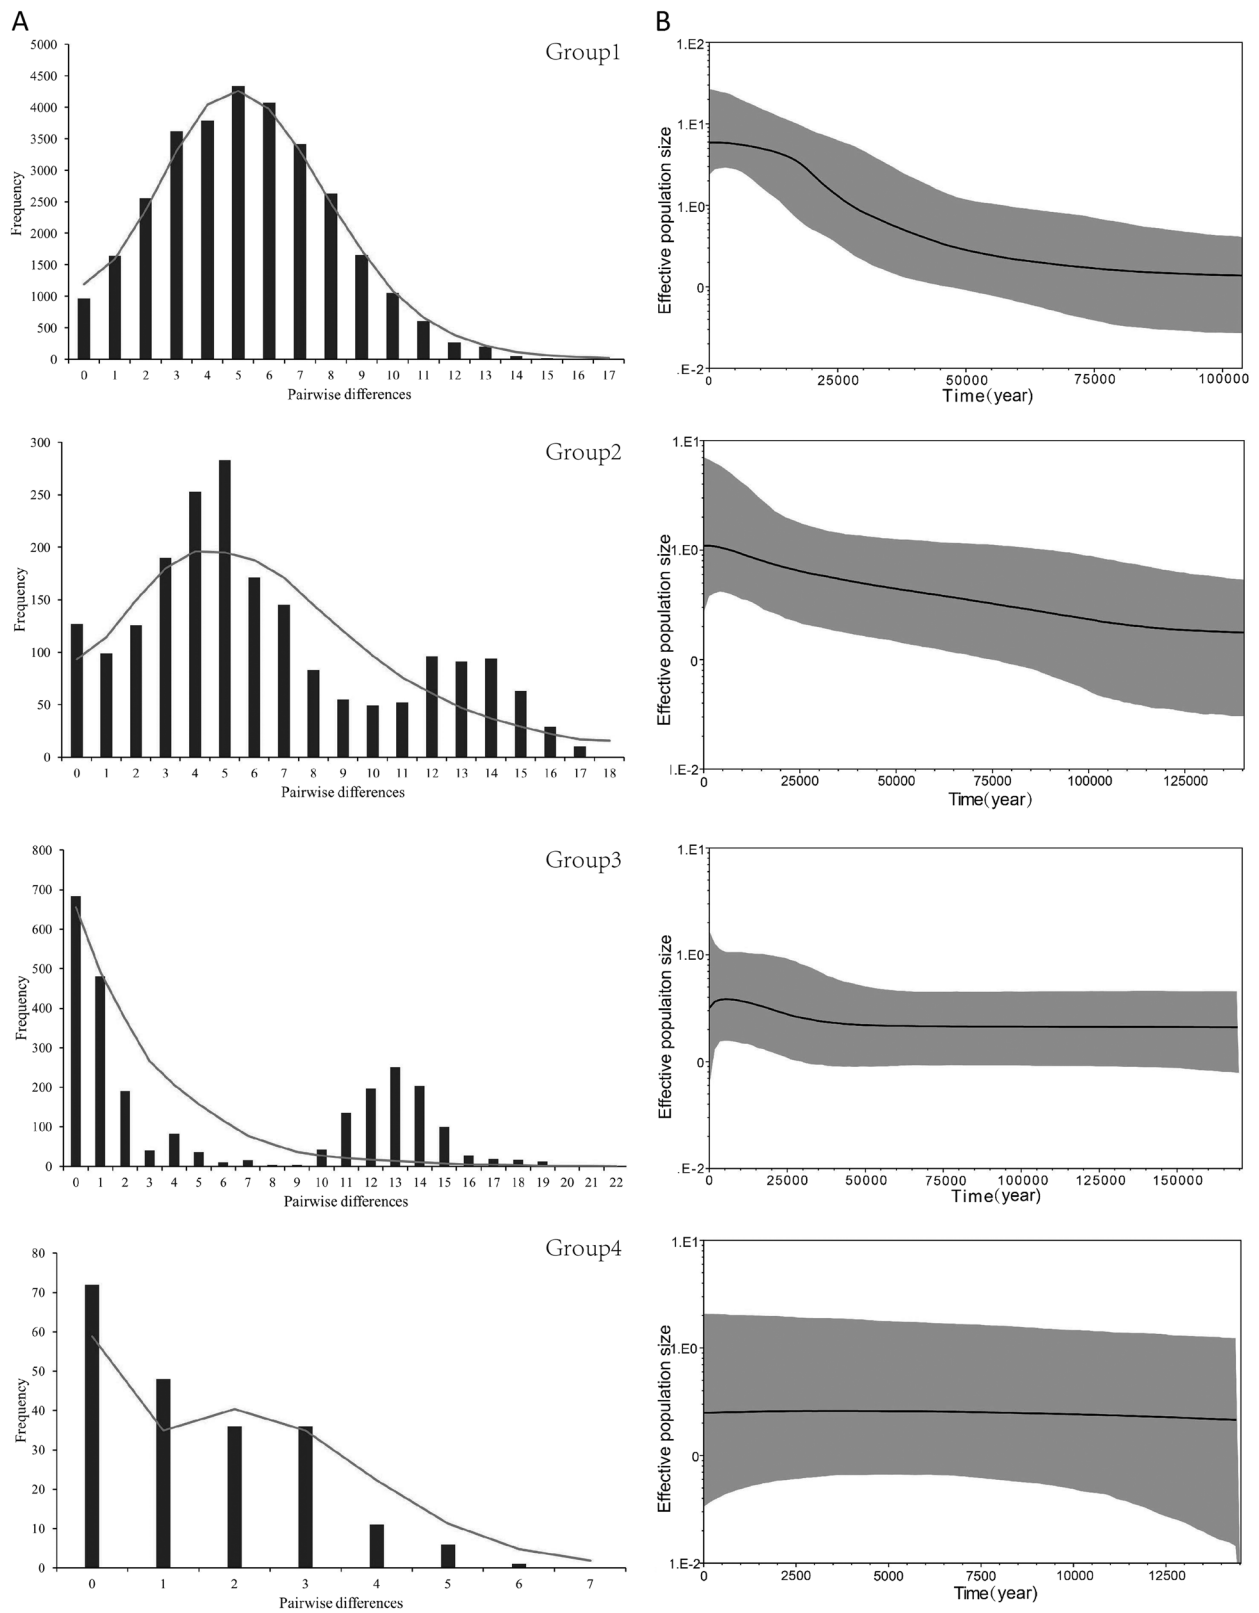 A
Group1
Frequency
5000
4500
4000
3500
3000
2500
2000
1500
1000
500
0
0 1 2 3 4 5 6 7 8 9 10 11 12 13 14 15 16 17
Pairwise differences
B
Effective population size
1.E2
1.E1
1.E0
0
.E-2
0 25000 50000 75000 100000
Time(year)
Group2
Frequency
300
250
200
150
100
50
0
0 1 2 3 4 5 6 7 8 9 10 11 12 13 14 15 16 17 18
Pairwise differences
Effective population size
1.E1
1.E0
0
1.E-2
0 25000 50000 75000 100000 125000
Time(year)
Group3
Frequency
800
700
600
500
400
300
200
100
0
0 1 2 3 4 5 6 7 8 9 10 11 12 13 14 15 16 17 18 19 20 21 22
Pairwise differences
Effective populaiton size
1.E1
1.E0
0
.E-2
0 25000 50000 75000 100000 125000 150000
Time(year)
Group4
Frequency
80
70
60
50
40
30
20
10
0
0 1 2 3 4 5 6 7
Pairwise differences
Effective population size
1.E1
1.E0
0
1.E-2
0 2500 5000 7500 10000 12500
Time(year)